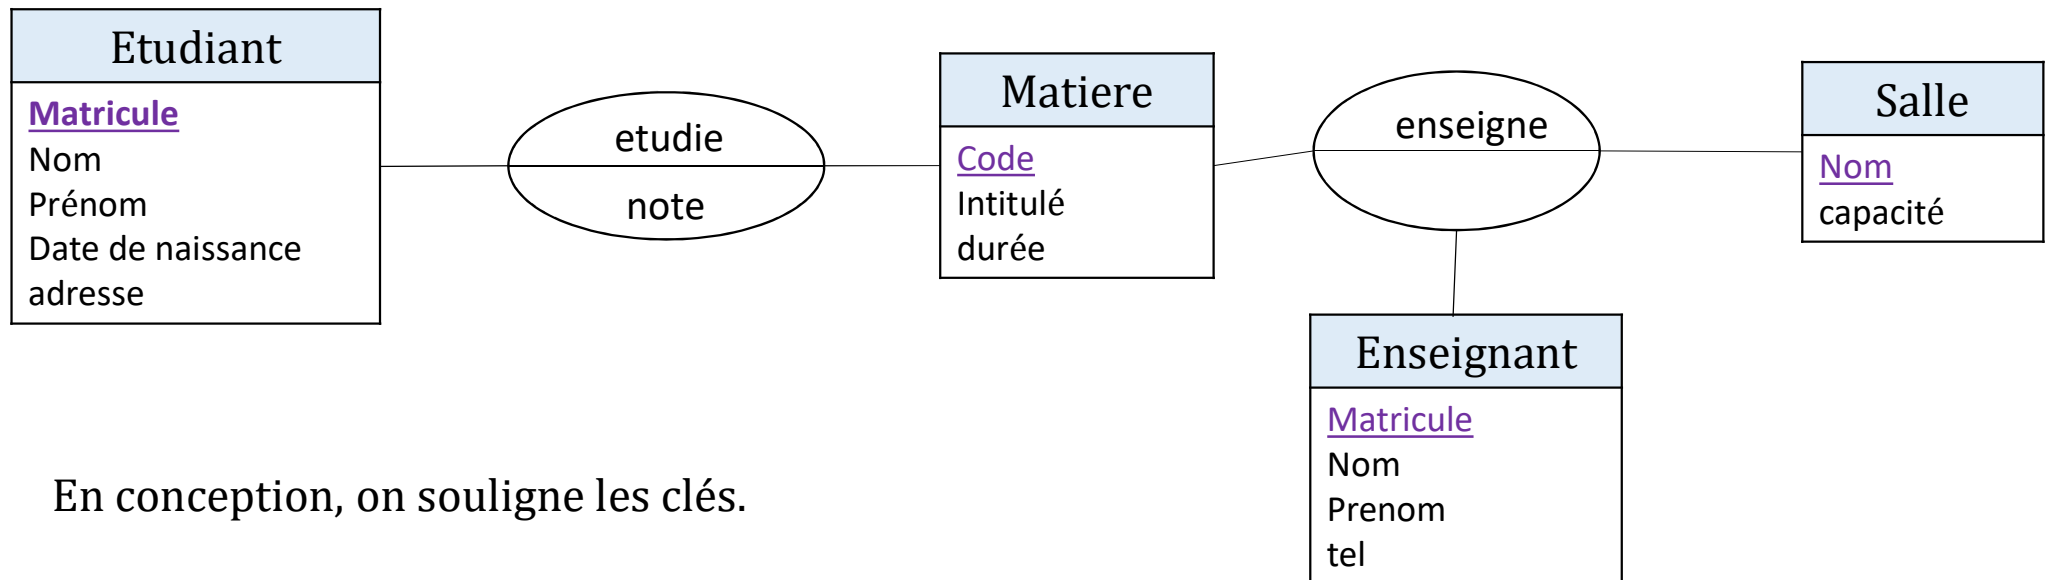 Etudiant
Matricule
Nom
Prénom
Date de naissance
adresse
etudie
note
Matiere
Code
Intitulé
durée
enseigne
Salle
Nom
capacité
Enseignant
Matricule
Nom
Prenom
tel
En conception, on souligne les clés.